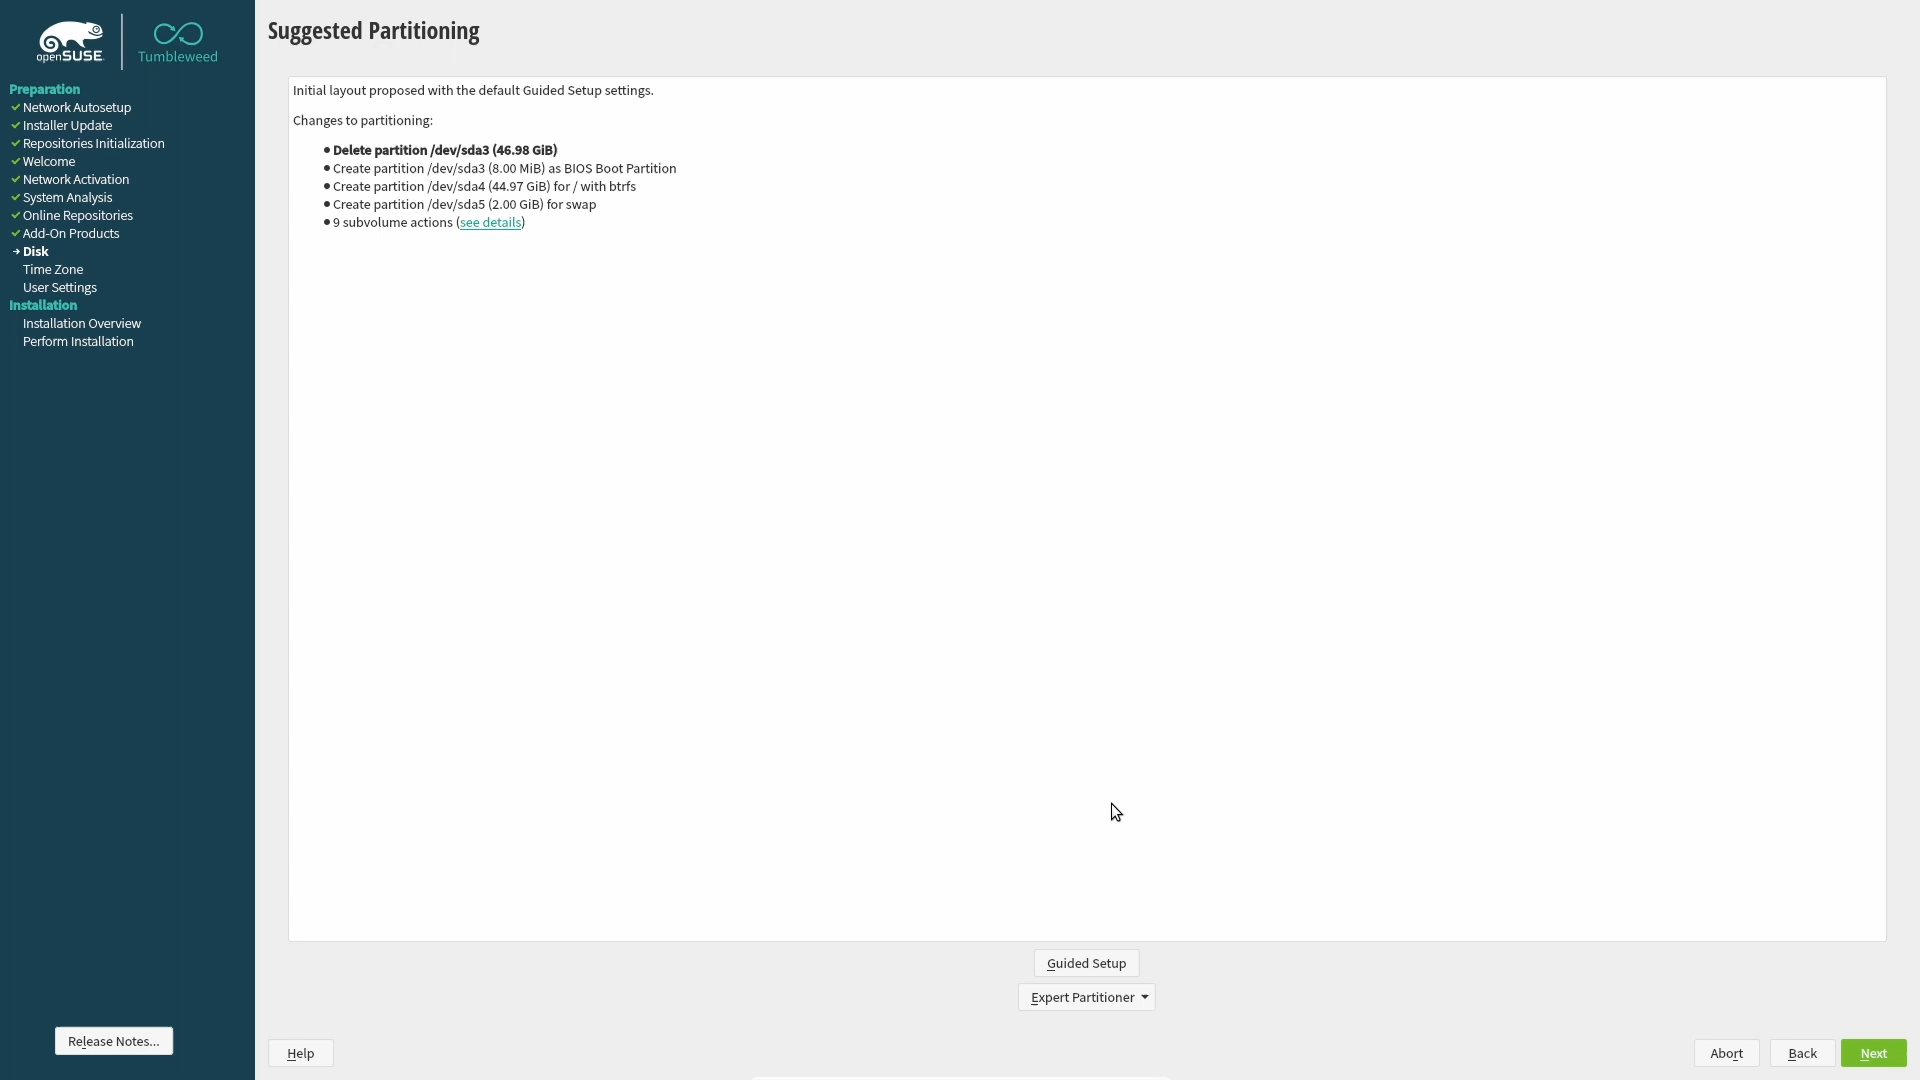 openSUSE
Tumbleweed
Preparation
Network Autosetup
Installer Update
Repositories Initialization
Welcome
Network Activation
System Analysis
Online Repositories
Add-On Products
Disk
Time Zone
User Settings
Installation
Installation Overview
Perform Installation
Release Notes...
Suggested Partitioning
Initial layout proposed with the default Guided Setup settings.
Changes to partitioning:
• Delete partition /dev/sda3 (46.98 GiB)
• Create partition /dev/sda3 (8.00 MiB) as BIOS Boot Partition
• Create partition /dev/sda4 (44.97 GiB) for / with btrfs
• Create partition /dev/sda5 (2.00 GiB) for swap
• 9 subvolume actions (see details)
Guided Setup
Expert Partitioner
Help
Abort
Back
Next